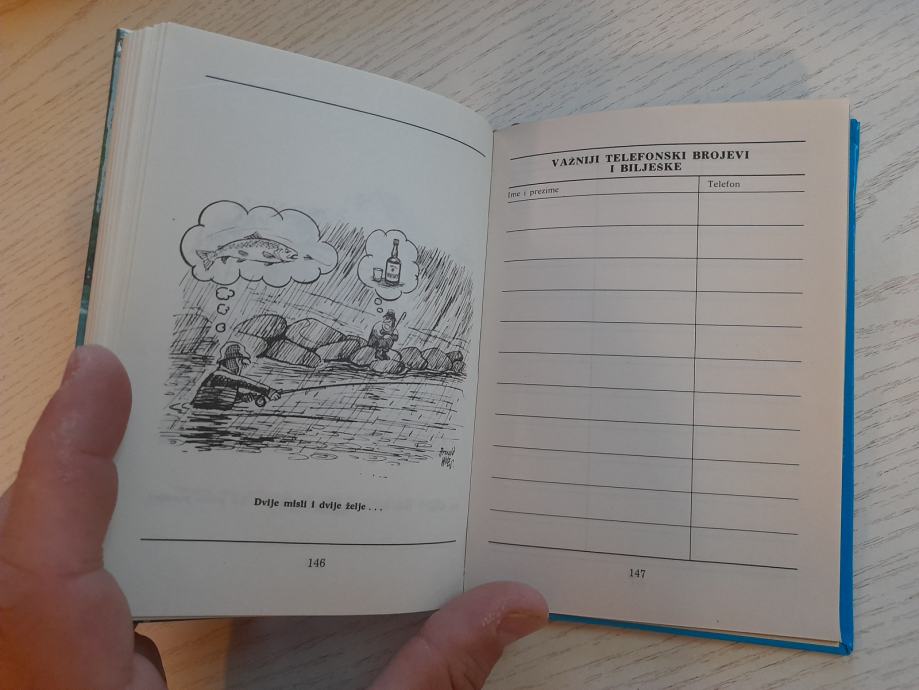 Dvije misli i dvije želje . . .
146
VAŽNIJI TELEFONSKI BROJEVI
I BILJEŠKE
Ime i prezime
Telefon
147